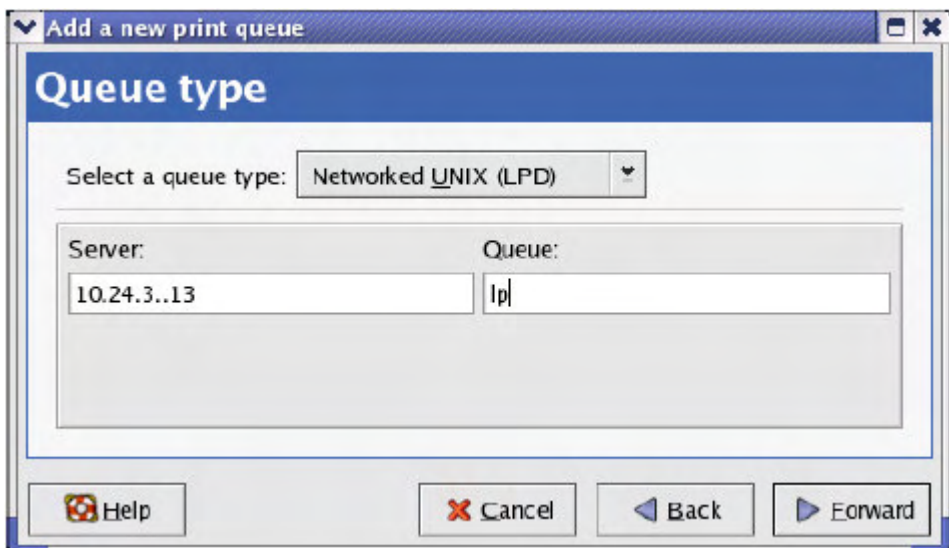 Add a new print queue
Queue type
Select a queue type: Networked UNIX (LPD)
Server: Queue:
10.24.3..13 lp
Help Cancel Back Forward